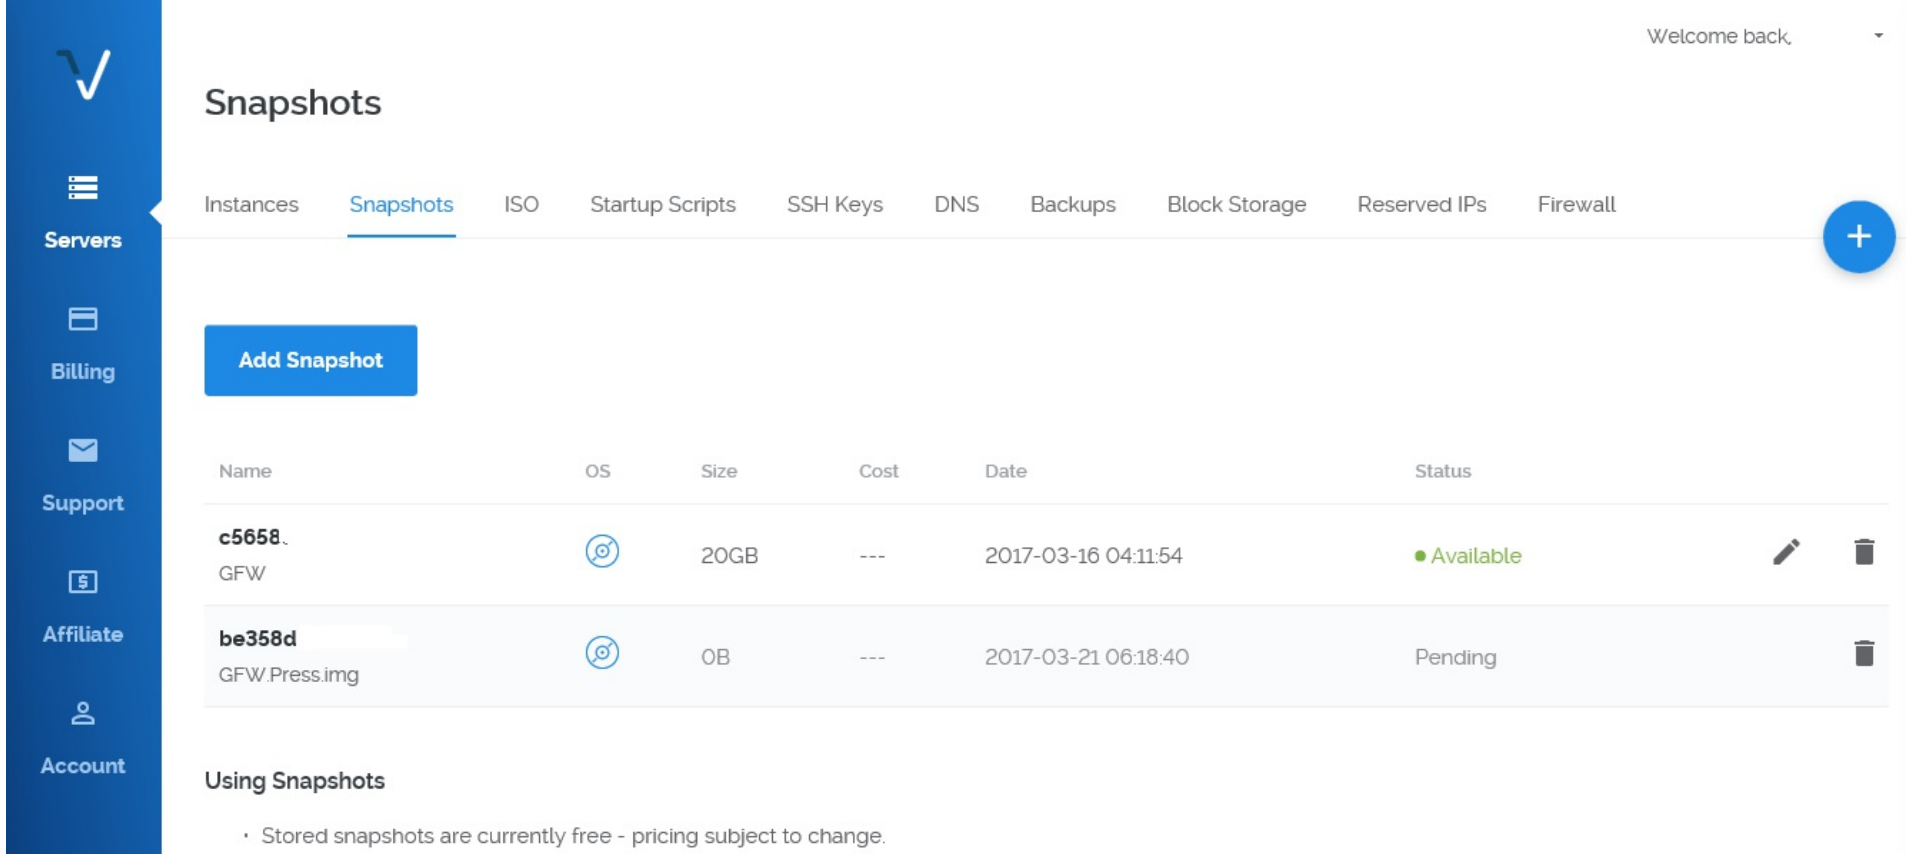 Welcome back,
Snapshots
Instances Snapshots ISO Startup Scripts SSH Keys DNS Backups Block Storage Reserved IPs Firewall
+
Servers
Billing
Support
Affiliate
Account
Add Snapshot
Name OS Size Cost Date Status
c5658
GFW
20GB --- 2017-03-16 04:11:54 Available
be358d
GFW.Press.img
0B --- 2017-03-21 06:18:40 Pending
Using Snapshots
· Stored snapshots are currently free - pricing subject to change.